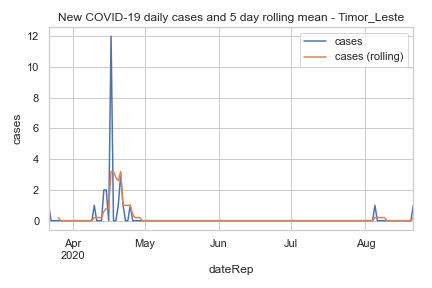 New COVID-19 daily cases and 5 day rolling mean - Timor_Leste
cases
cases (rolling)
12
10
8
6
4
2
0
cases
Apr
2020
May
Jun
Jul
Aug
dateRep